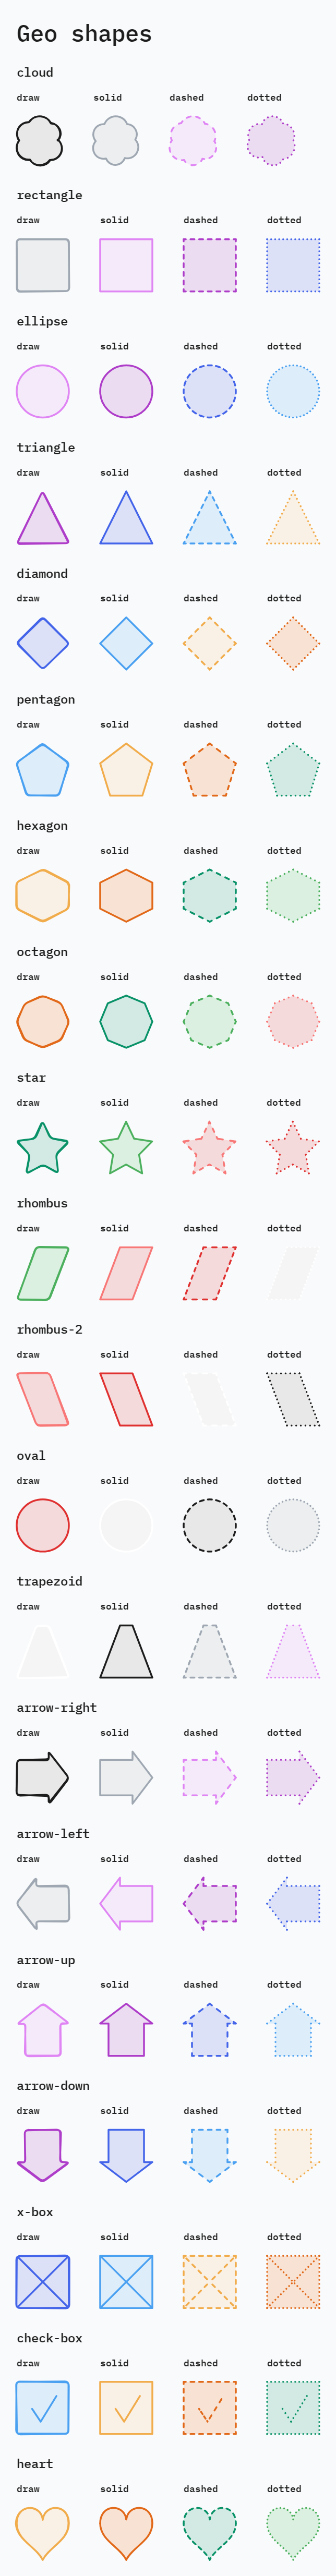 Geo shapes
cloud
draw solid dashed dotted
rectangle
draw solid dashed dotted
ellipse
draw solid dashed dotted
triangle
draw solid dashed dotted
diamond
draw solid dashed dotted
pentagon
draw solid dashed dotted
hexagon
draw solid dashed dotted
octagon
draw solid dashed dotted
star
draw solid dashed dotted
rhombus
draw solid dashed dotted
rhombus-2
draw solid dashed dotted
oval
draw solid dashed dotted
trapezoid
draw solid dashed dotted
arrow-right
draw solid dashed dotted
arrow-left
draw solid dashed dotted
arrow-up
draw solid dashed dotted
arrow-down
draw solid dashed dotted
x-box
draw solid dashed dotted
check-box
draw solid dashed dotted
heart
draw solid dashed dotted